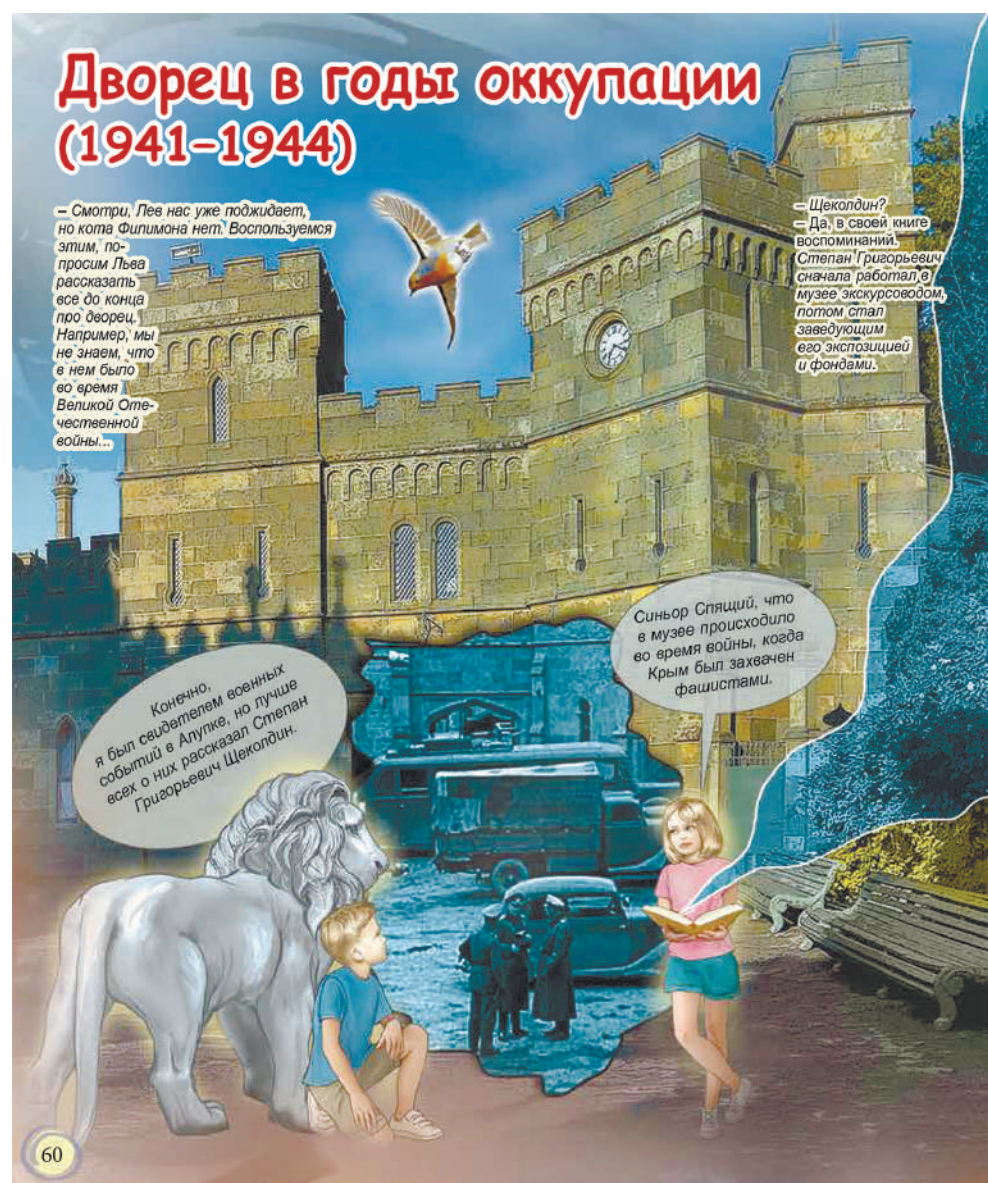 Дворец в годы оккупации
(1941–1944)
– Смотри, Лев нас уже поджидает,
но кота Филимона нет. Воспользуемся
этим, по-
просим Льва
рассказать
все до конца
про дворец.
Например, мы
не знаем, что
в нем было
во время
Великой Оте-
чественной
войны...
– Щеколдин?
– Да, в своей книге
воспоминаний.
Степан Григорьевич
сначала работал в
музее экскурсоводом,
потом стал
заведующим
его экспозицией
и фондами.
Синьор Спящий, что
в музее происходило
во время войны, когда
Крым был захвачен
фашистами.
Конечно,
я был свидетелем военных
событий в Алупке, но лучше
всех о них рассказал Степан
Григорьевич Щеколдин.
60